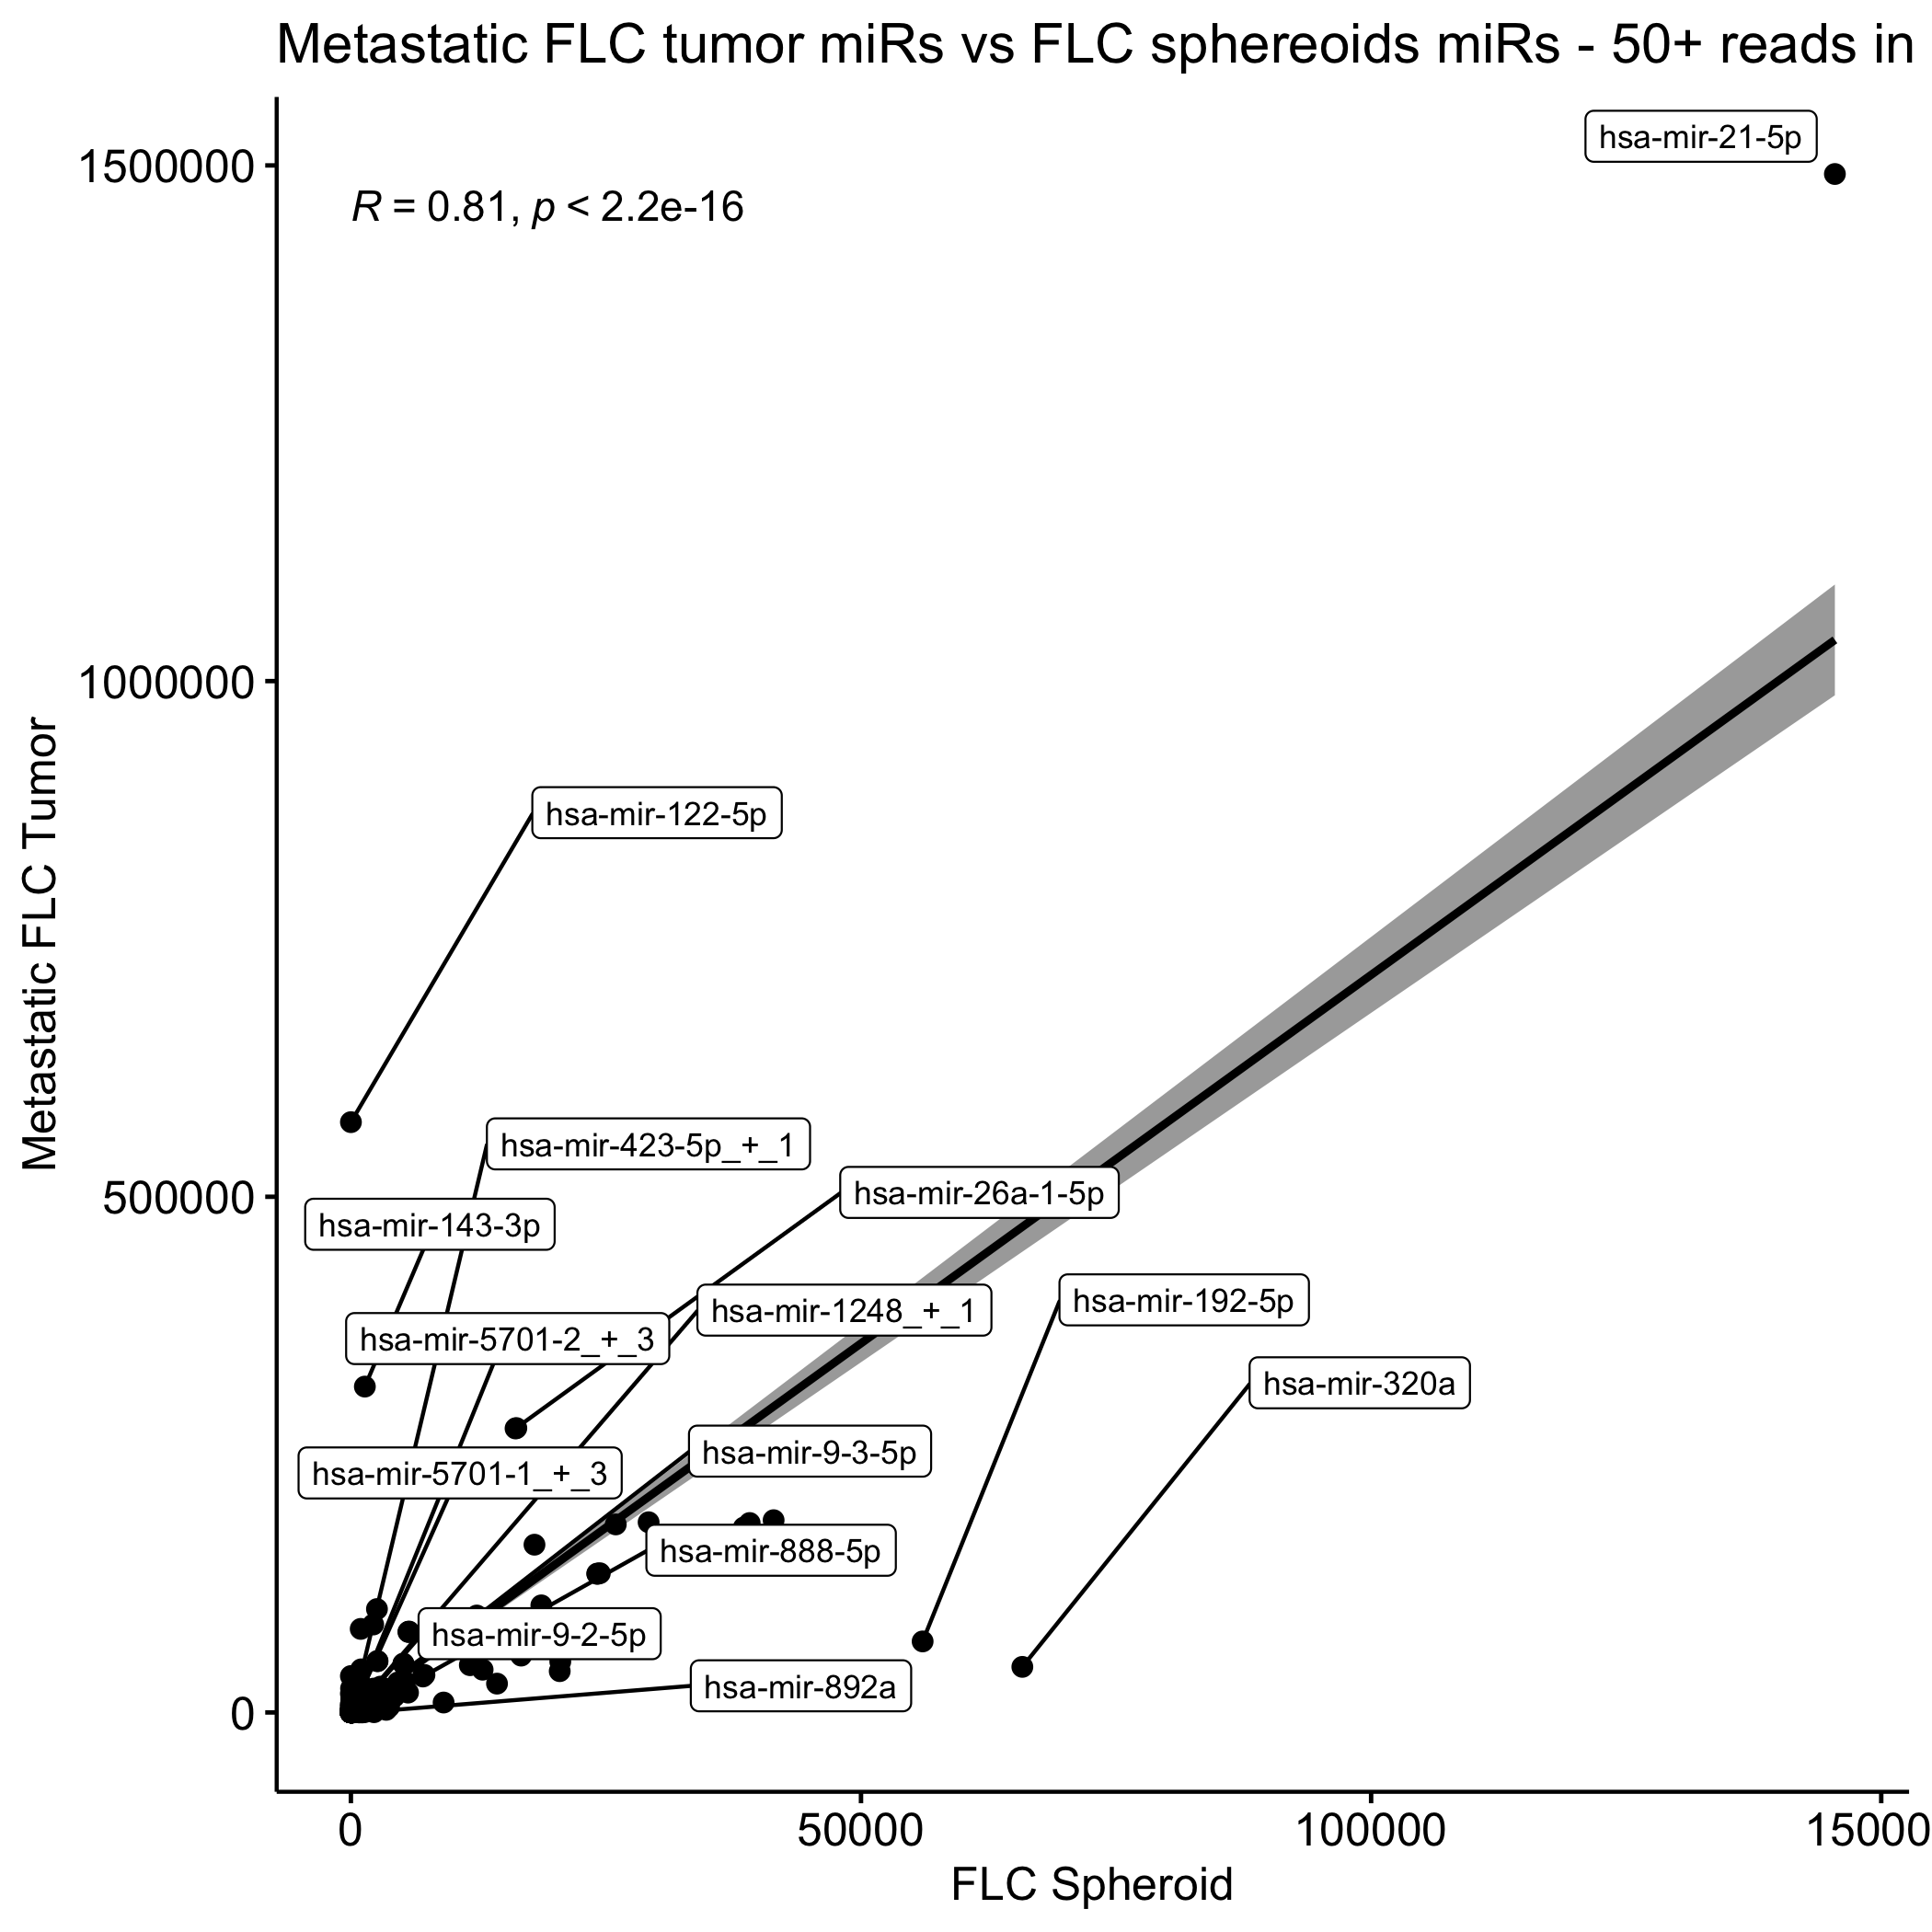 Metastatic FLC tumor miRs vs FLC sphereoids miRs - 50+ reads in
hsa-mir-21-5p
1500000
R = 0.81, p < 2.2e-16
1000000
hsa-mir-122-5p
Metastatic FLC Tumor
hsa-mir-423-5p_+_1
hsa-mir-26a-1-5p
500000
hsa-mir-143-3p
hsa-mir-192-5p
hsa-mir-1248_+_1
hsa-mir-5701-2_+_3
hsa-mir-320a
hsa-mir-9-3-5p
hsa-mir-5701-1_+_3
hsa-mir-888-5p
hsa-mir-9-2-5p
hsa-mir-892a
0
0 50000 100000 15000
FLC Spheroid